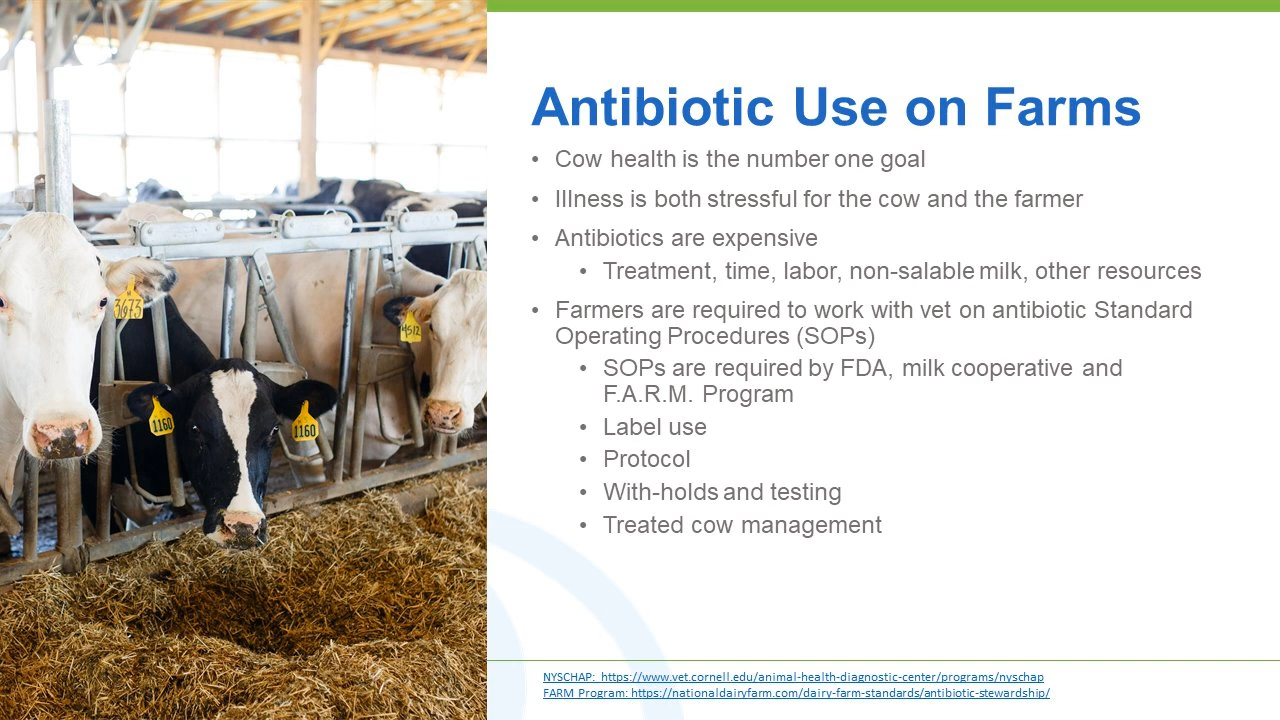 Antibiotic Use on Farms
• Cow health is the number one goal
• Illness is both stressful for the cow and the farmer
• Antibiotics are expensive
• Treatment, time, labor, non-salable milk, other resources
• Farmers are required to work with vet on antibiotic Standard
Operating Procedures (SOPs)
• SOPs are required by FDA, milk cooperative and
F.A.R.M. Program
• Label use
• Protocol
• With-holds and testing
• Treated cow management
3673
4512
1160
1160
NYSCHAP: https://www.vet.cornell.edu/animal-health-diagnostic-center/programs/nyschap
FARM Program: https://nationaldairyfarm.com/dairy-farm-standards/antibiotic-stewardship/